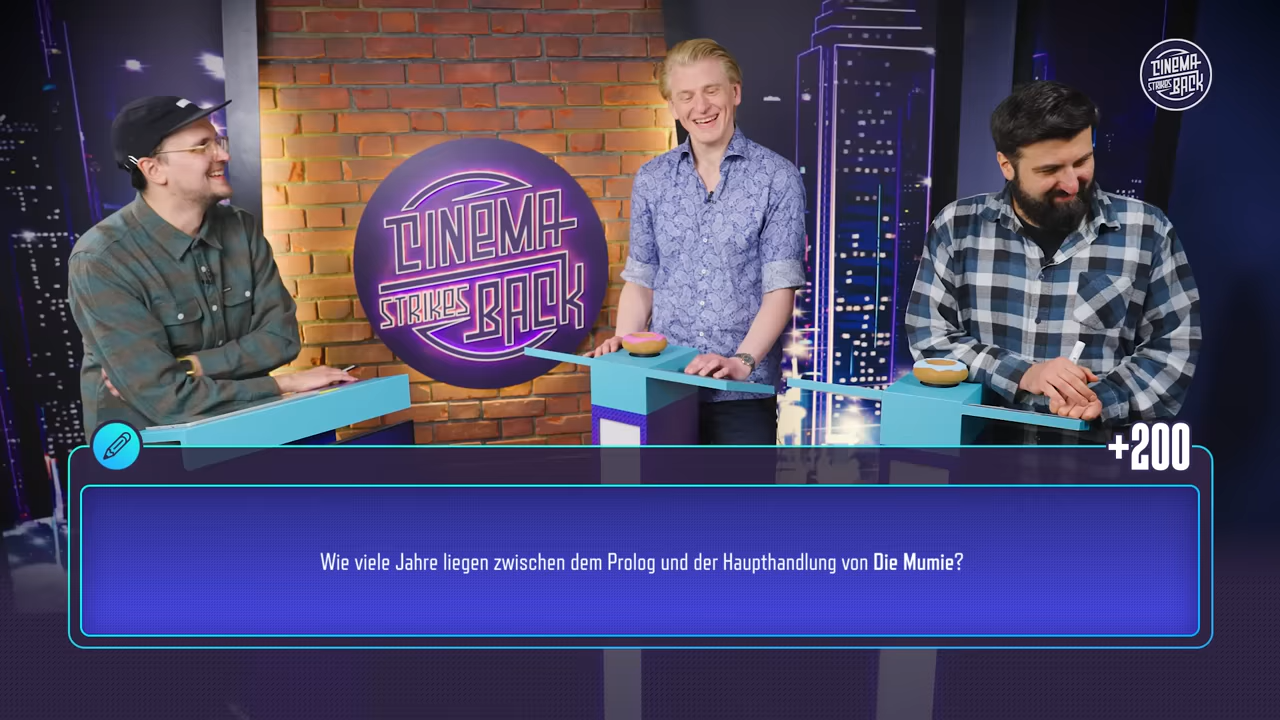 CINEMA
STRIKES BACK
CINEMA
STRIKES BACK
+200
Wie viele Jahre liegen zwischen dem Prolog und der Haupthandlung von Die Mumie?